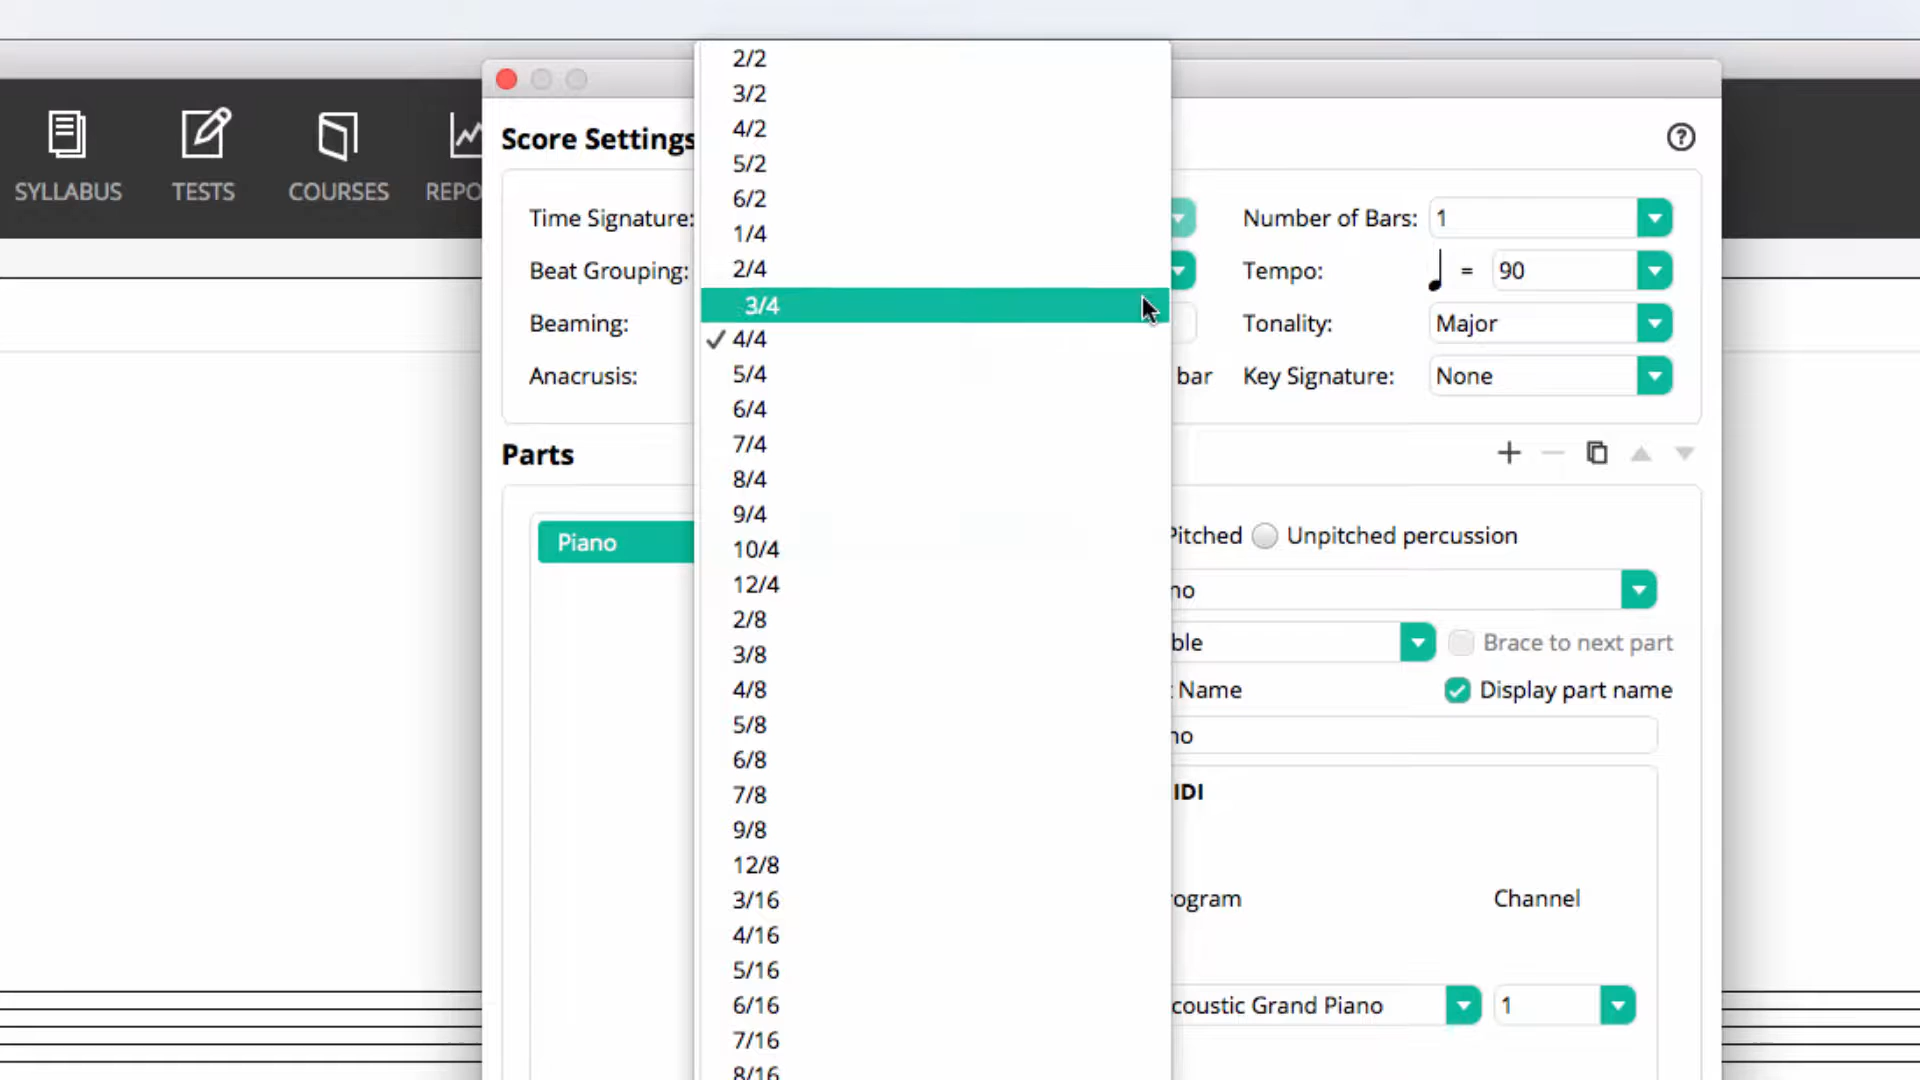 SYLLABUS
TESTS
COURSES
REPO
Score Settings
Time Signature:
Beat Grouping:
Beaming:
Anacrusis:
2/2
3/2
4/2
5/2
6/2
1/4
2/4
3/4
4/4
5/4
6/4
7/4
8/4
9/4
10/4
12/4
2/8
3/8
4/8
5/8
6/8
7/8
9/8
12/8
3/16
4/16
5/16
6/16
7/16
8/16
bar
Number of Bars: 1
Tempo: = 90
Tonality: Major
Key Signature: None
Parts
Piano
Pitched Unpitched percussion
no
ble
Brace to next part
Name
Display part name
no
IDI
ogram Channel
coustic Grand Piano 1